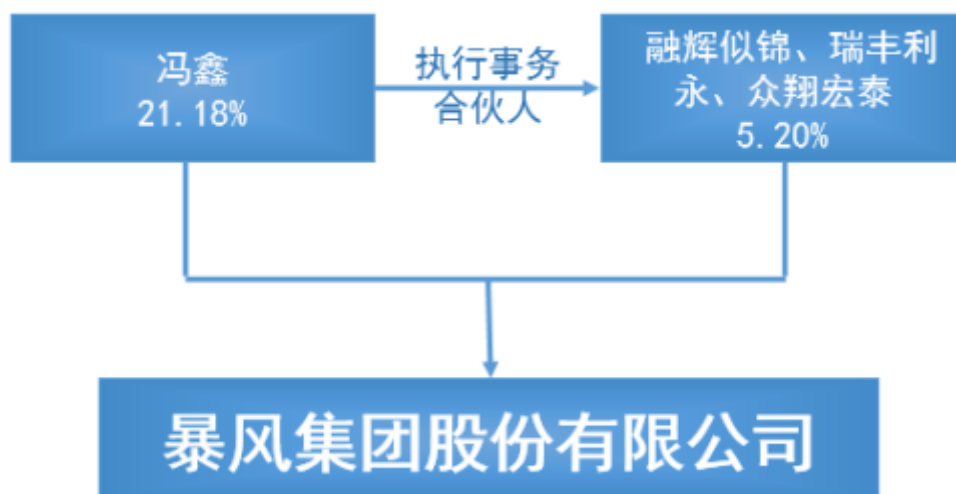 冯鑫
21.18%
执行事务
合伙人
融辉似锦、瑞丰利
永、众翔宏泰
5.20%
暴风集团股份有限公司